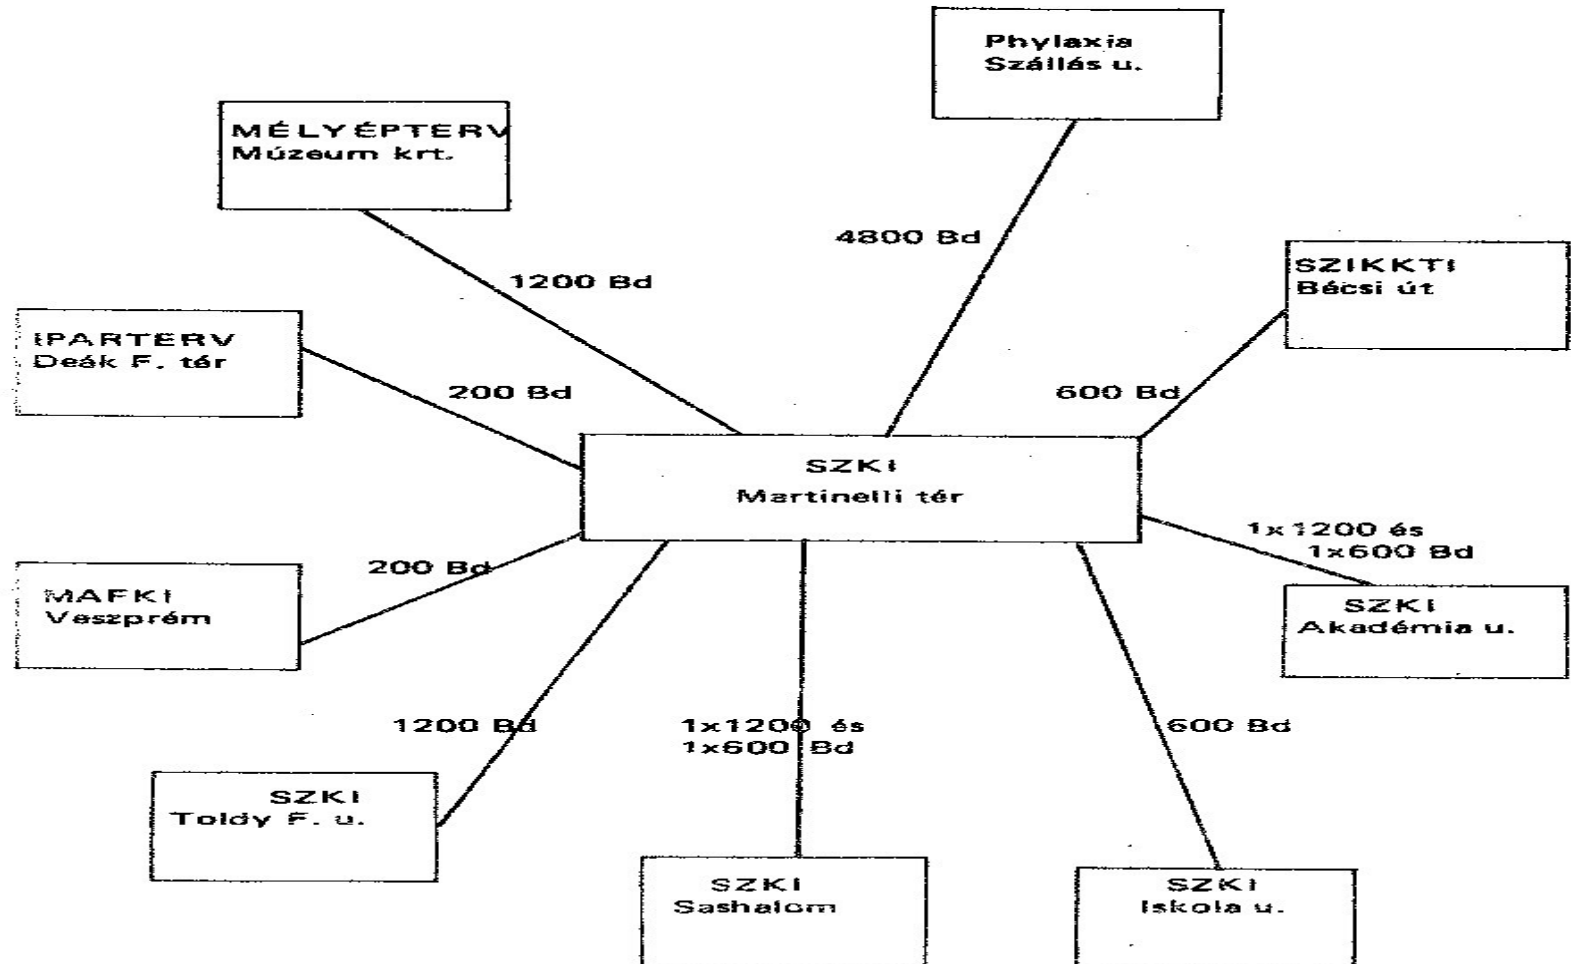 Phylaxia
Szállás u.
MÉLYÉPTERV
Múzeum krt.
4800 Bd
SZIKKTI
Bécsi út
1200 Bd
IPARTERV
Deák F. tér
200 Bd
600 Bd
SZKI
Martinelli tér
1x1200 és
1x600 Bd
200 Bd
MAFKI
Veszprém
SZKI
Akadémia u.
1200 Bd
1x1200 és
1x600 Bd
600 Bd
SZKI
Toldy F. u.
SZKI
Sashalom
SZKI
Iskola u.